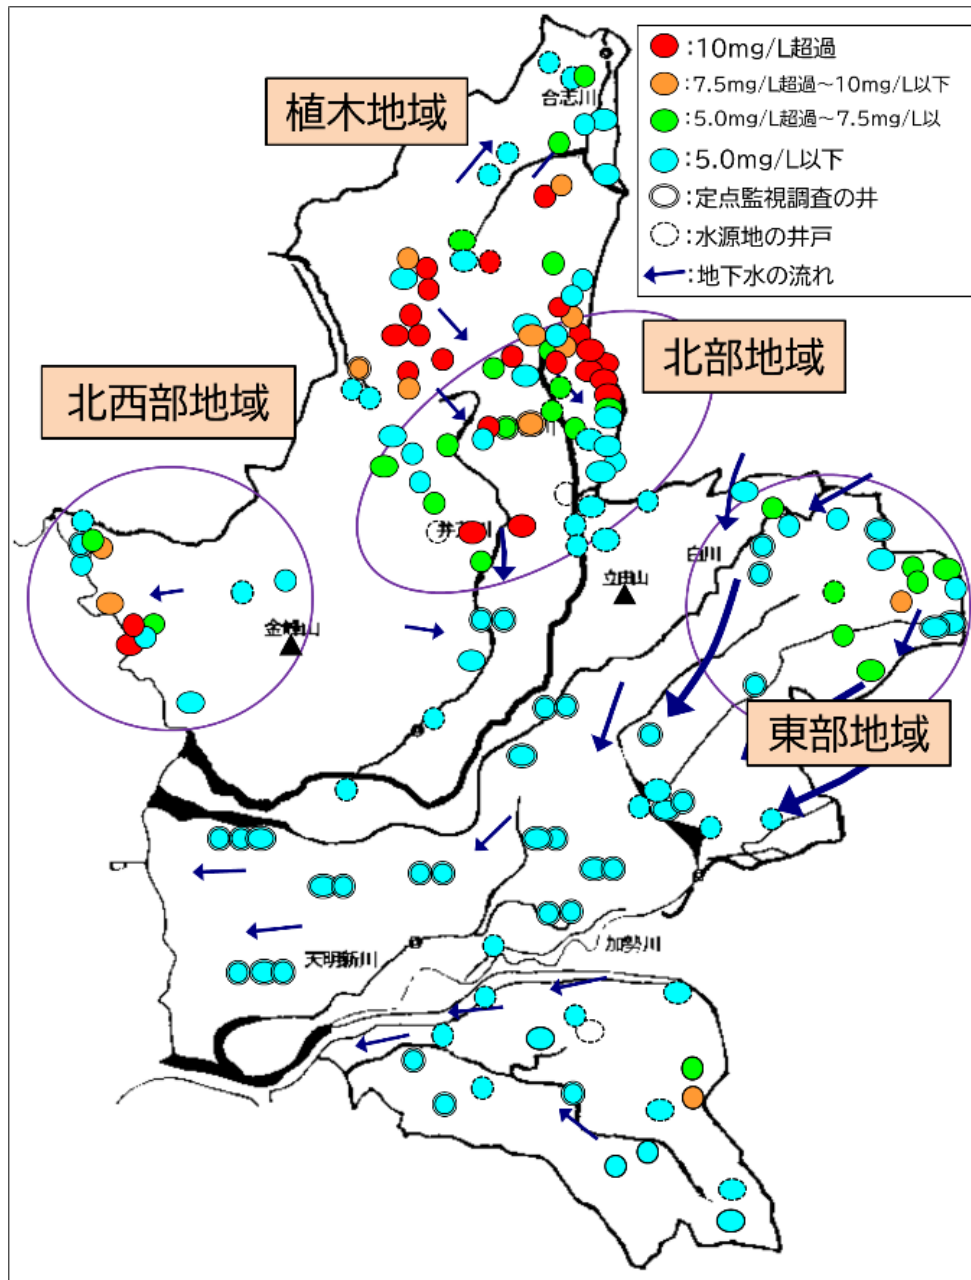 :10mg/L超過
:7.5mg/L超過～10mg/L以下
:5.0mg/L超過～7.5mg/L以
:5.0mg/L以下
:定点監視調査の井
:水源地の井戸
:地下水の流れ
植木地域
合志川
北部地域
北西部地域
白川
立田山
金峰山
東部地域
加勢川
天明新川